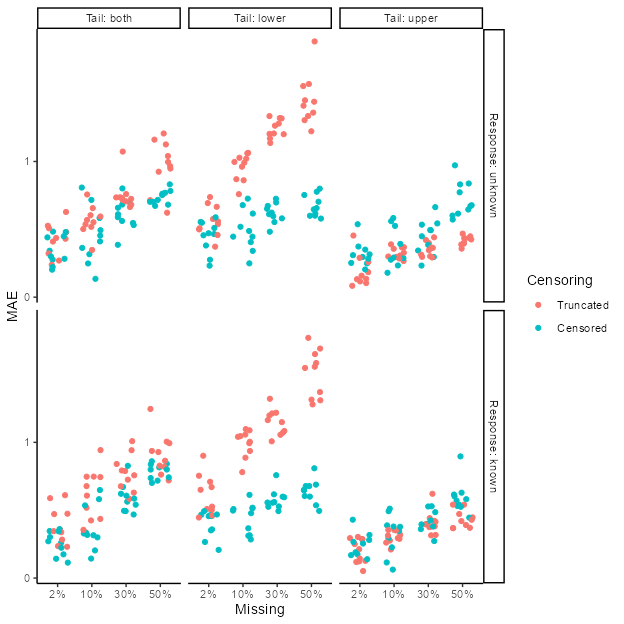 Tail: both
Tail: lower
Tail: upper
1
0
Response: unknown
MAE
1
0
Response: known
2%
10%
30%
50%
2%
10%
30%
50%
2%
10%
30%
50%
Missing
Censoring
Truncated
Censored